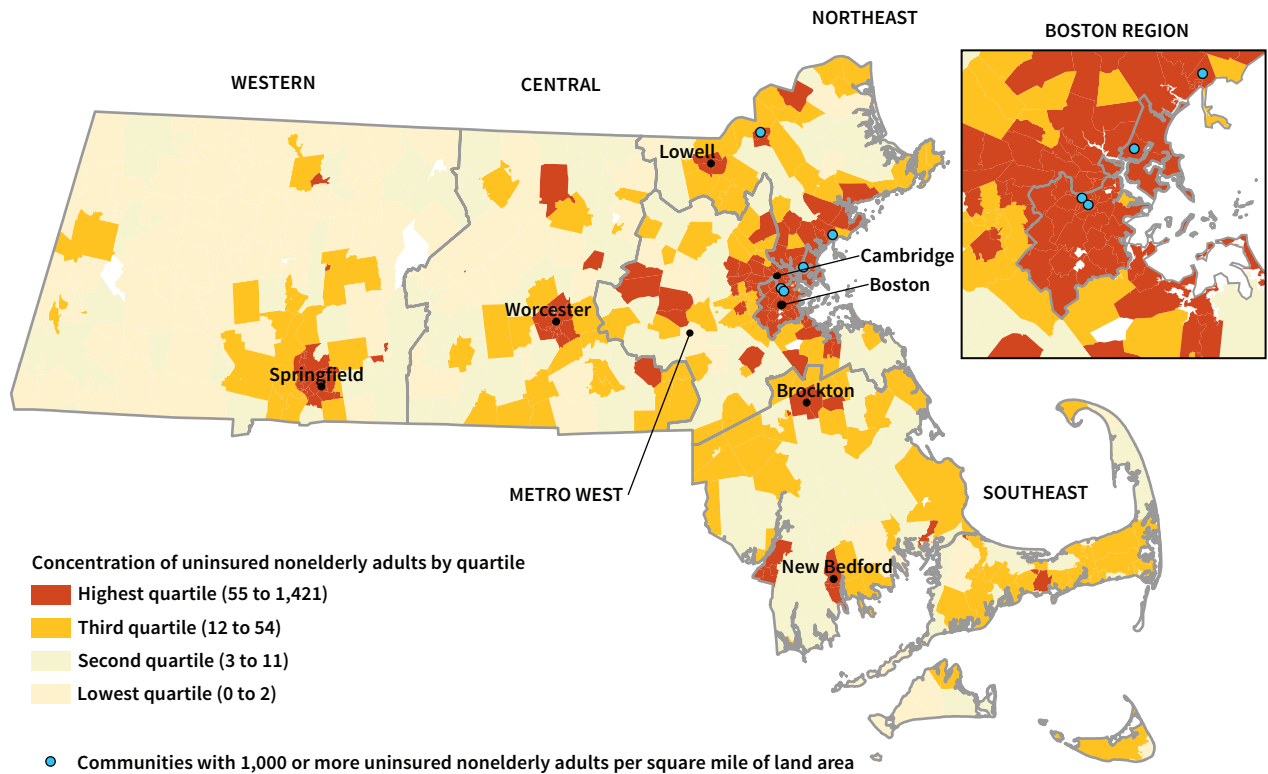 NORTHEAST
BOSTON REGION
WESTERN
CENTRAL
Lowell
Cambridge
Boston
Worcester
Springfield
Brockton
METRO WEST
SOUTHEAST
New Bedford
Concentration of uninsured nonelderly adults by quartile
Highest quartile (55 to 1,421)
Third quartile (12 to 54)
Second quartile (3 to 11)
Lowest quartile (0 to 2)
Communities with 1,000 or more uninsured nonelderly adults per square mile of land area